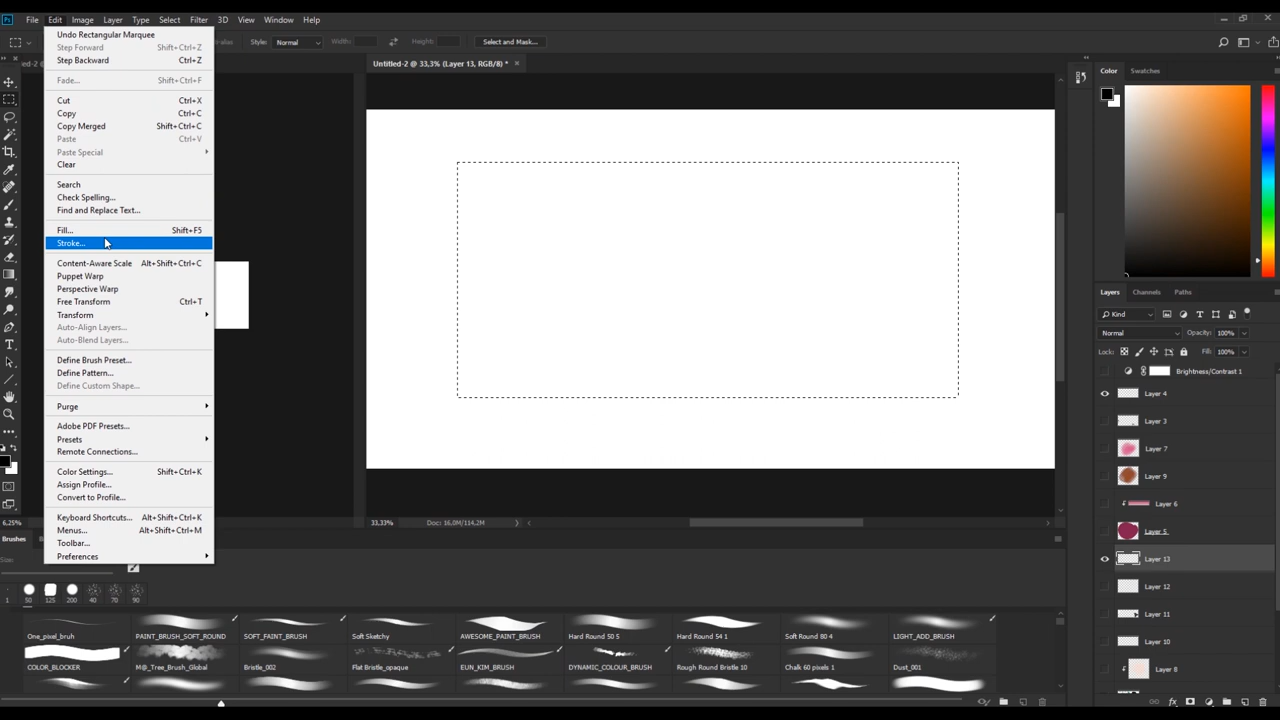 Ps File Edit Image Layer Type Select Filter 3D View Window Help
Style: Normal Width: Height: Select and Mask...
Untitled-2 @ 33,3% (Layer 13, RGB/8) * ×
Undo Rectangular Marquee
Step Forward Shift+Ctrl+Z
Step Backward Ctrl+Z
Fade... Shift+Ctrl+F
Cut Ctrl+X
Copy Ctrl+C
Copy Merged Shift+Ctrl+C
Paste Ctrl+V
Paste Special
Clear
Search
Check Spelling...
Find and Replace Text...
Fill... Shift+F5
Stroke...
Content-Aware Scale Alt+Shift+Ctrl+C
Puppet Warp
Perspective Warp
Free Transform Ctrl+T
Transform
Auto-Align Layers...
Auto-Blend Layers...
Define Brush Preset...
Define Pattern...
Define Custom Shape...
Purge
Adobe PDF Presets...
Presets
Remote Connections...
Color Settings... Shift+Ctrl+K
Assign Profile...
Convert to Profile...
Keyboard Shortcuts... Alt+Shift+Ctrl+K
Menus... Alt+Shift+Ctrl+M
Toolbar...
Preferences
Color Swatches
Layers Channels Paths
Kind
Normal Opacity: 100%
Lock: Fill: 100%
Brightness/Contrast 1
Layer 4
Layer 3
Layer 7
Layer 9
Layer 6
Layer 5
Layer 13
Layer 12
Layer 11
Layer 10
Layer 8
6,25% 33,33% Doc: 16,0M/114,2M
Brushes
Size:
1 50 125 200 40 70 90
One_pixel_bruh PAINT_BRUSH_SOFT_ROUND SOFT_FAINT_BRUSH Soft Sketchy AWESOME_PAINT_BRUSH Hard Round 50 5 Hard Round 54 1 Soft Round 80 4 LIGHT_ADD_BRUSH
COLOR_BLOCKER M@_Tree_Brush_Global Bristle_002 Flat Bristle_opaque EUN_KIM_BRUSH DYNAMIC_COLOUR_BRUSH Rough Round Bristle 10 Chalk 60 pixels 1 Dust_001